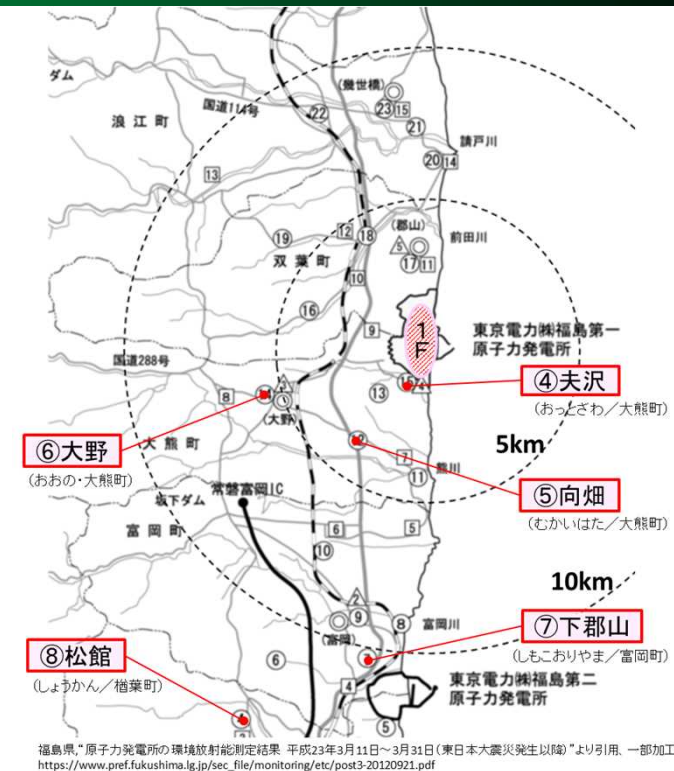 ダム
(幾世橋)
国道114号
22
23
15
浪江町
21
請戸川
20
14
13
(郡山)
12
18
5
前田川
19
双葉町
17
11
10
16
9
1F
東京電力㈱福島第一
原子力発電所
国道288号
8
(大野)
13
④夫沢
(おっとざわ/大熊町)
大熊町
⑥大野
(おおの・大熊町)
5km
7
熊川
11
⑤向畑
(むかいはた/大熊町)
坂下ダム
常磐富岡IC
富岡町
6
5
10
10km
2
9
8
富岡川
(富岡)
⑦下郡山
(しもこおりやま/富岡町)
⑧松館
(しょうかん/楢葉町)
6
4
東京電力㈱福島第二
原子力発電所
5
福島県,“原子力発電所の環境放射能測定結果 平成23年3月11日~3月31日(東日本大震災発生以降)”より引用、一部加工
https://www.pref.fukushima.lg.jp/sec_file/monitoring/etc/post3-20120921.pdf